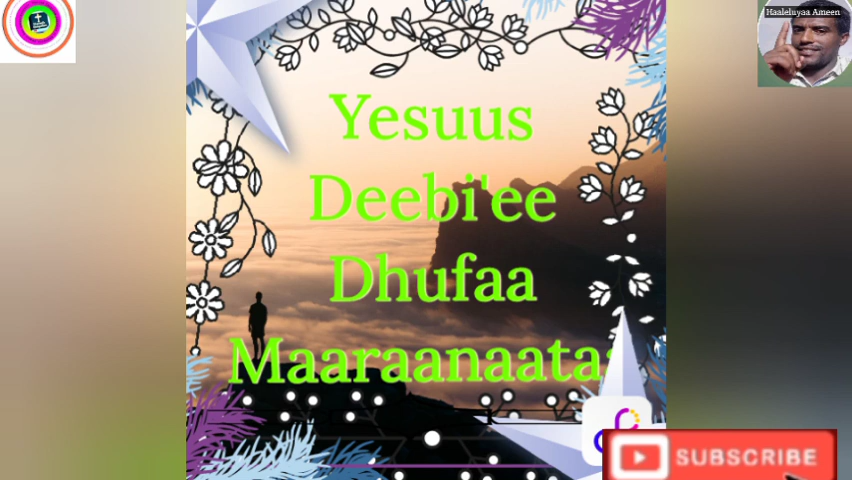 Haaleluyaa Ameen
Yesuus
Deebi'ee
Dhufaa
Maaraanaataa
SUBSCRIBE